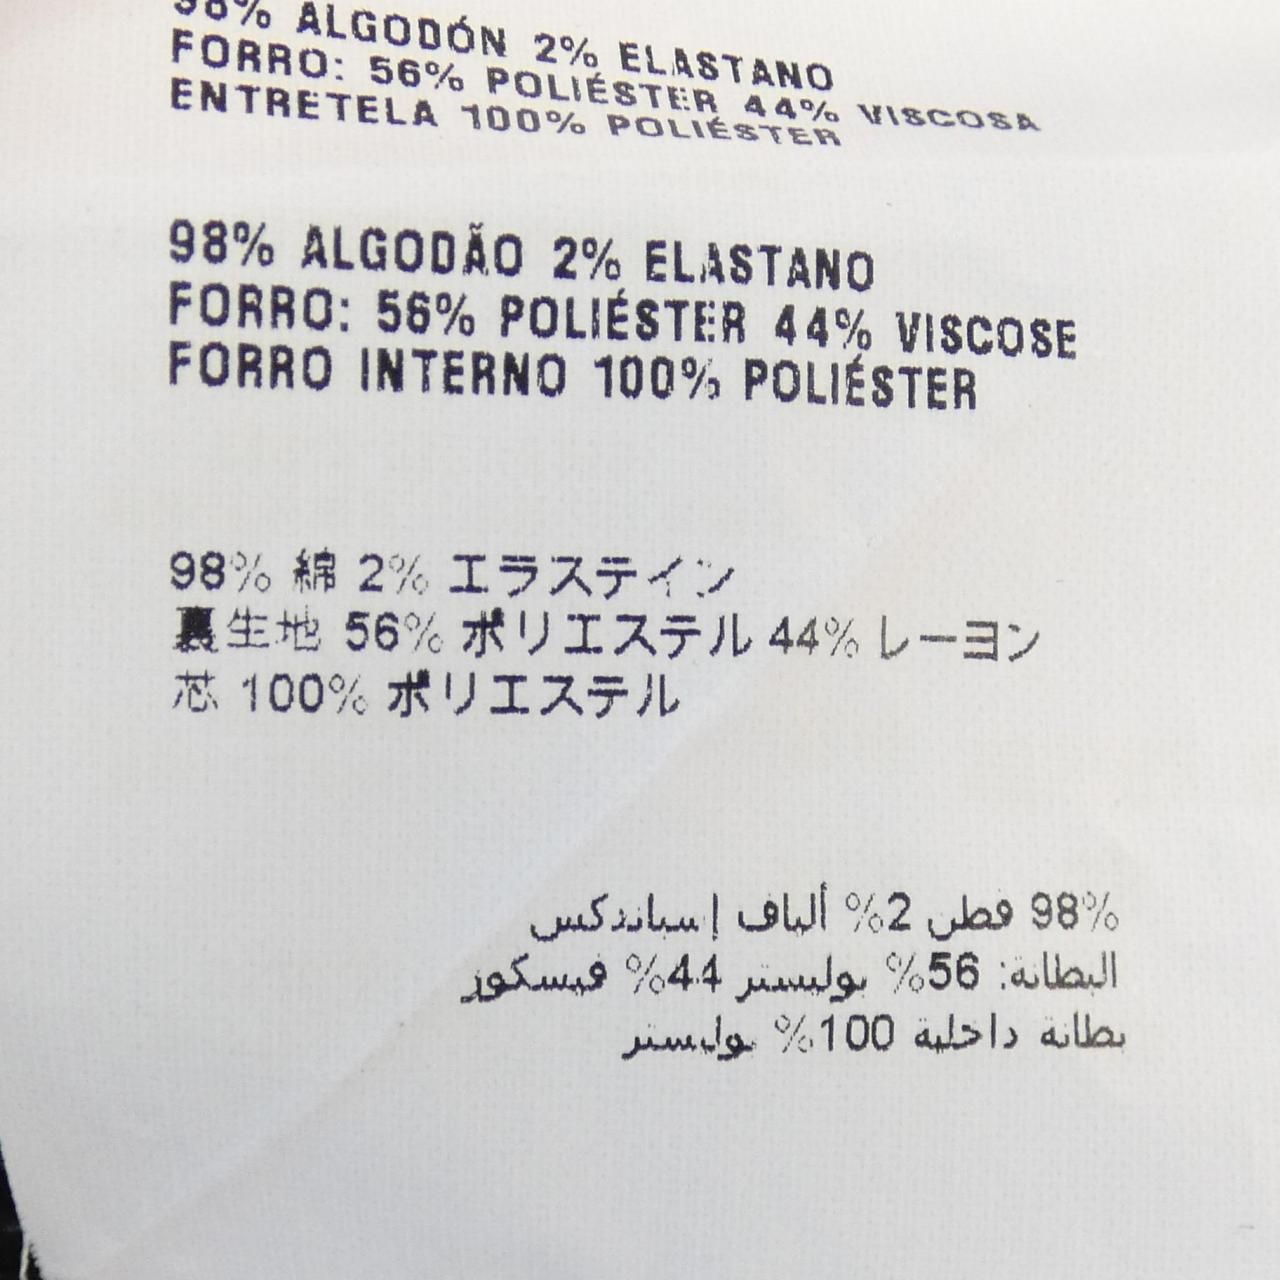 98% ALGODÓN 2% ELASTANO
FORRO: 56% POLIÉSTER 44% VISCOSA
ENTRETELA 100% POLIÉSTER
98% ALGODÃO 2% ELASTANO
FORRO: 56% POLIÉSTER 44% VISCOSE
FORRO INTERNO 100% POLIÉSTER
98% 綿 2% エラステイン
裏生地 56% ポリエステル 44% レーヨン
芯 100% ポリエステル
98% قطن 2% ألياف إسباندكس
البطانة: 56% بوليستر 44% فيسكوز
بطانة داخلية 100% بوليستر